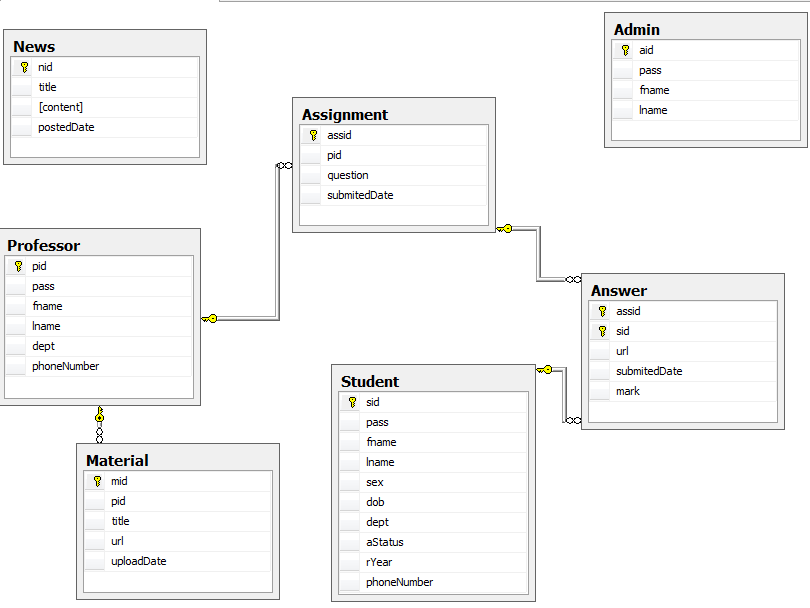 News
nid
title
[content]
postedDate
Admin
aid
pass
fname
lname
Assignment
assid
pid
question
submitedDate
Professor
pid
pass
fname
lname
dept
phoneNumber
Answer
assid
sid
url
submitedDate
mark
Student
sid
pass
fname
lname
sex
dob
dept
aStatus
rYear
phoneNumber
Material
mid
pid
title
url
uploadDate